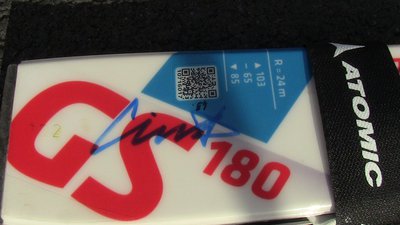 R = 24 m
▲ 103
– 65
▼ 85
GS 180
ATOMIC